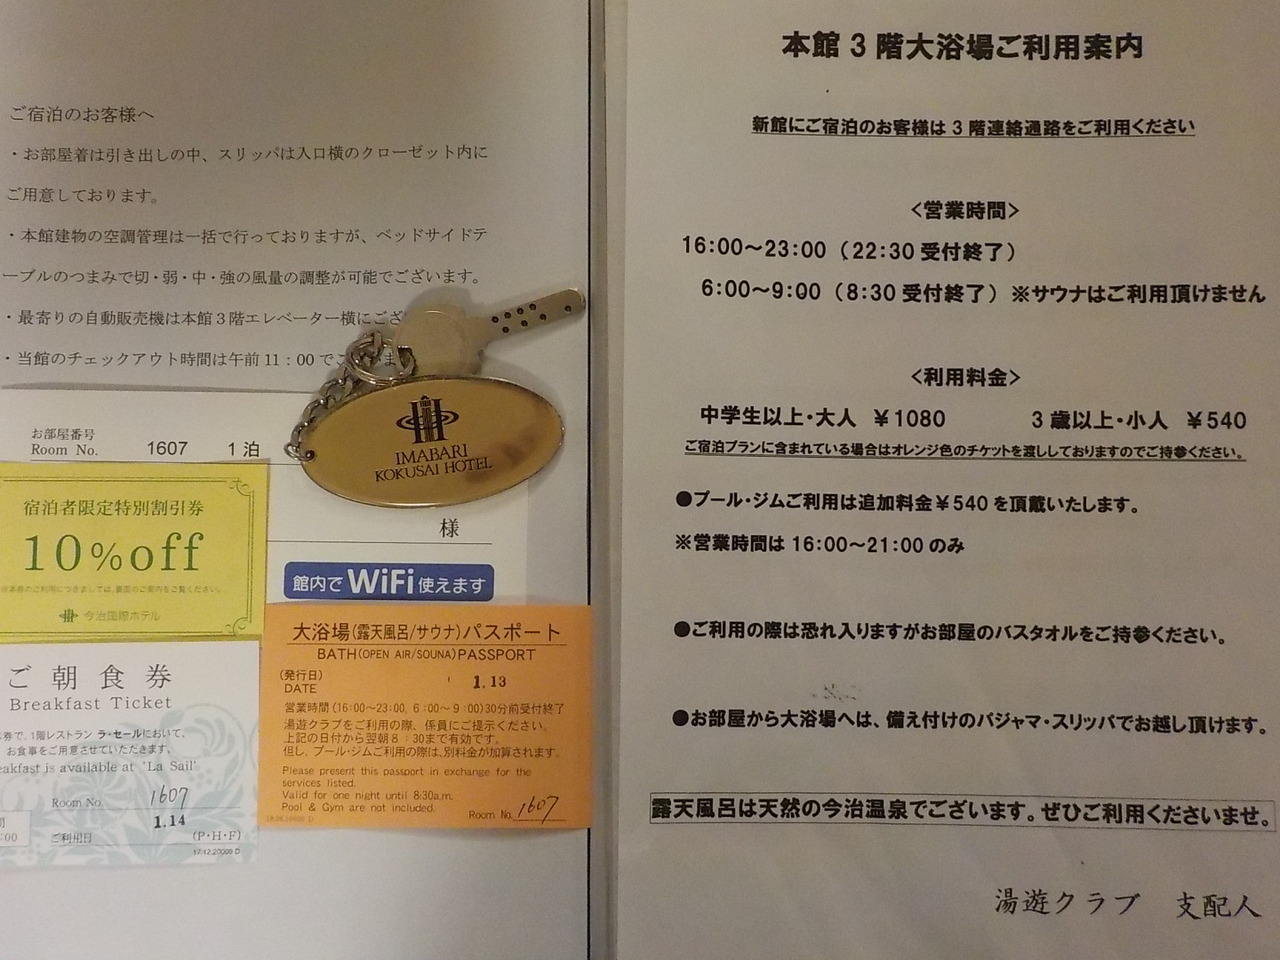 ご宿泊のお客様へ
・お部屋着は引き出しの中、スリッパは入口横のクローゼット内に
ご用意しております。
・本館建物の空調管理は一括で行っておりますが、ベッドサイドテ
ーブルのつまみで切・弱・中・強の風量の調整が可能でございます。
・最寄りの自動販売機は本館３階エレベーター横にござ
・当館のチェックアウト時間は午前11：00で
お部屋番号
Room No. 1607 1泊
IMABARI
KOKUSAI HOTEL
様
館内でWiFi使えます
宿泊者限定特別割引券
10%off
※本券のご利用につきましては、裏面のご案内をご覧ください。
今治国際ホテル
大浴場(露天風呂/サウナ)パスポート
BATH(OPEN AIR/SOUNA)PASSPORT
(発行日)
DATE 1.13
営業時間(16:00～23:00, 6:00～9:00)30分前受付終了
湯遊クラブをご利用の際、係員にご提示ください。
上記の日付から翌朝8:30まで有効です。
但し、プール・ジムご利用の際は、別料金が加算されます。
Please present this passport in exchange for the
services listed.
Valid for one night until 8:30a.m.
Pool & Gym are not included.
Room No. 1607
ご朝食券
Breakfast Ticket
券で、1階レストラン ラ・セールにおいて、
お食事をご用意させていただきます。
eakfast is available at 'La Sail'
Room No. 1607
1.14
ご利用日 (P・H・F)
:00
17.12.20000 D
本館３階大浴場ご利用案内
新館にご宿泊のお客様は３階連絡通路をご利用ください
＜営業時間＞
16:00～23:00（22:30受付終了）
6:00～9:00（8:30受付終了）※サウナはご利用頂けません
＜利用料金＞
中学生以上・大人 ￥1080 ３歳以上・小人 ￥540
ご宿泊プランに含まれている場合はオレンジ色のチケットを渡ししておりますのでご持参ください。
●プール・ジムご利用は追加料金￥540を頂戴いたします。
※営業時間は16:00～21:00のみ
●ご利用の際は恐れ入りますがお部屋のバスタオルをご持参ください。
●お部屋から大浴場へは、備え付けのパジャマ・スリッパでお越し頂けます。
露天風呂は天然の今治温泉でございます。ぜひご利用くださいませ。
湯遊クラブ 支配人